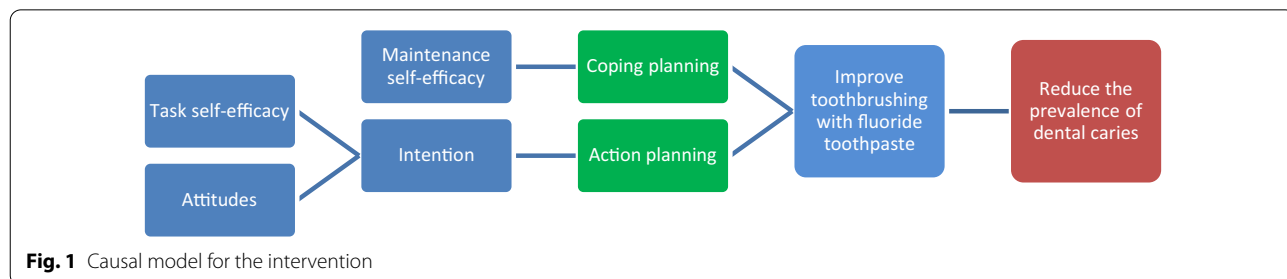 Task self-efficacy
Attitudes
Maintenance
self-efficacy
Intention
Coping planning
Action planning
Improve
toothbrushing
with fluoride
toothpaste
Reduce the
prevalence of
dental caries
Fig. 1 Causal model for the intervention